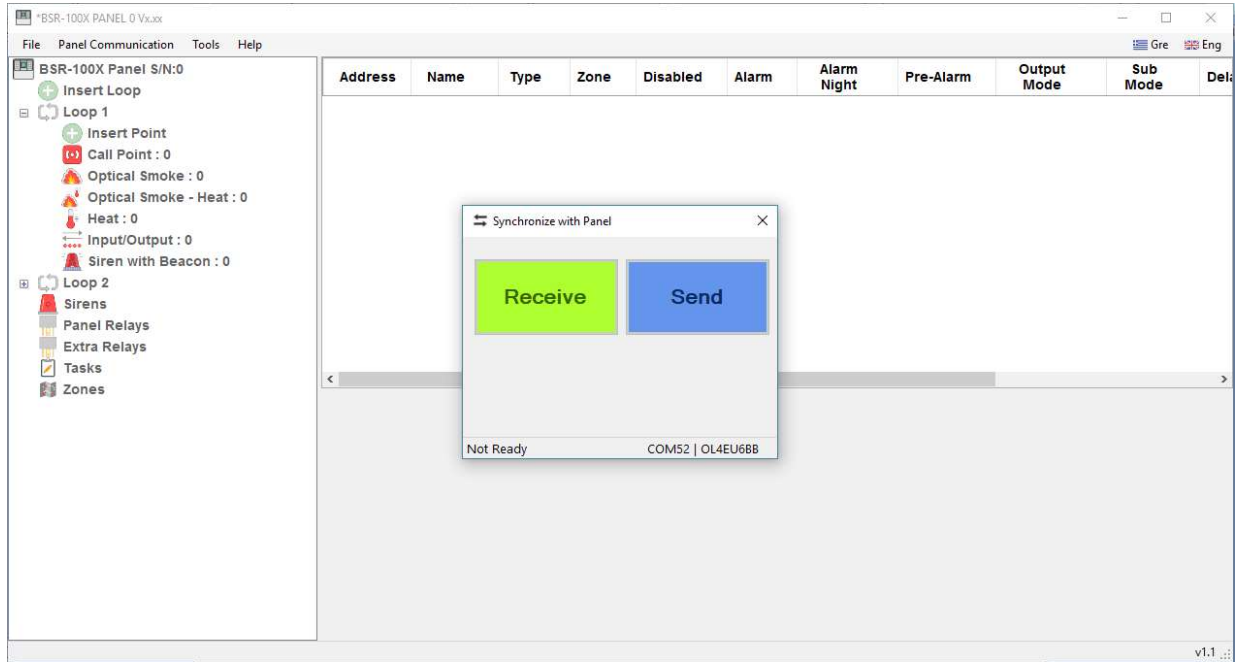 *BSR-100X PANEL 0 Vx.xx
File Panel Communication Tools Help Gre Eng
BSR-100X Panel S/N:0
Insert Loop
Loop 1
Insert Point
Call Point : 0
Optical Smoke : 0
Optical Smoke - Heat : 0
Heat : 0
Input/Output : 0
Siren with Beacon : 0
Loop 2
Sirens
Panel Relays
Extra Relays
Tasks
Zones
Address Name Type Zone Disabled Alarm Alarm Night Pre-Alarm Output Mode Sub Mode Dela
Synchronize with Panel
Receive Send
Not Ready COM52 | OL4EU6BB
v1.1